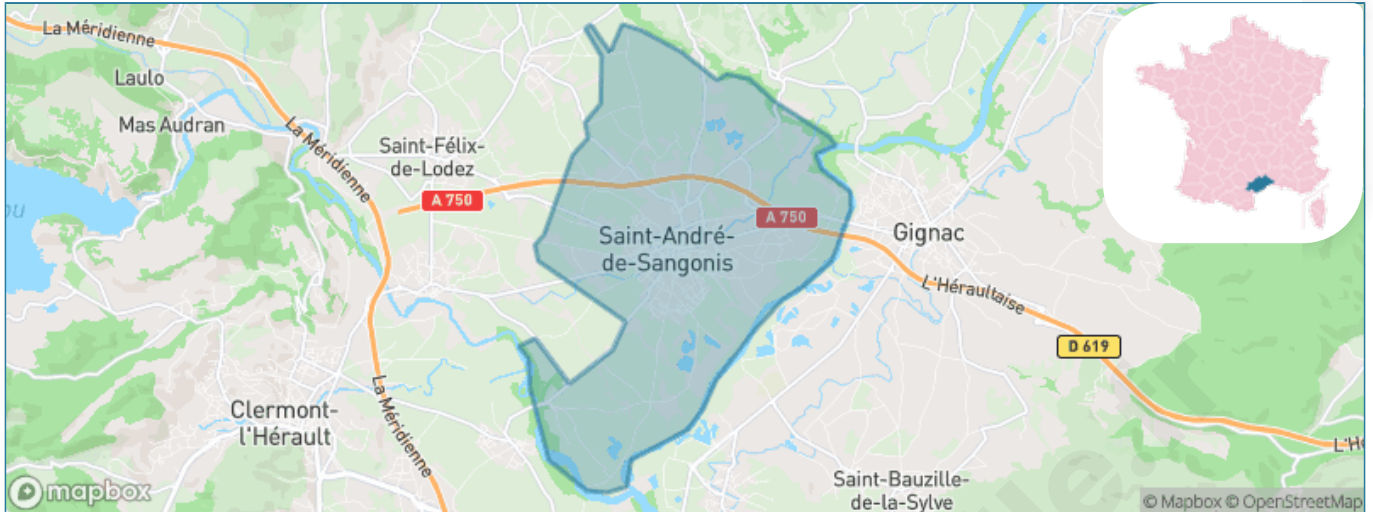 La Méridienne
Laulo
Mas Audran
La Méridienne
Saint-Félix-
de-Lodez
A 750
A 750
Saint-André-
de-Sangonis
Gignac
L'Héraultaise
D 619
La Méridienne
Clermont-
l'Hérault
Saint-Bauzille-
de-la-Sylve
mapbox
© Mapbox © OpenStreetMap